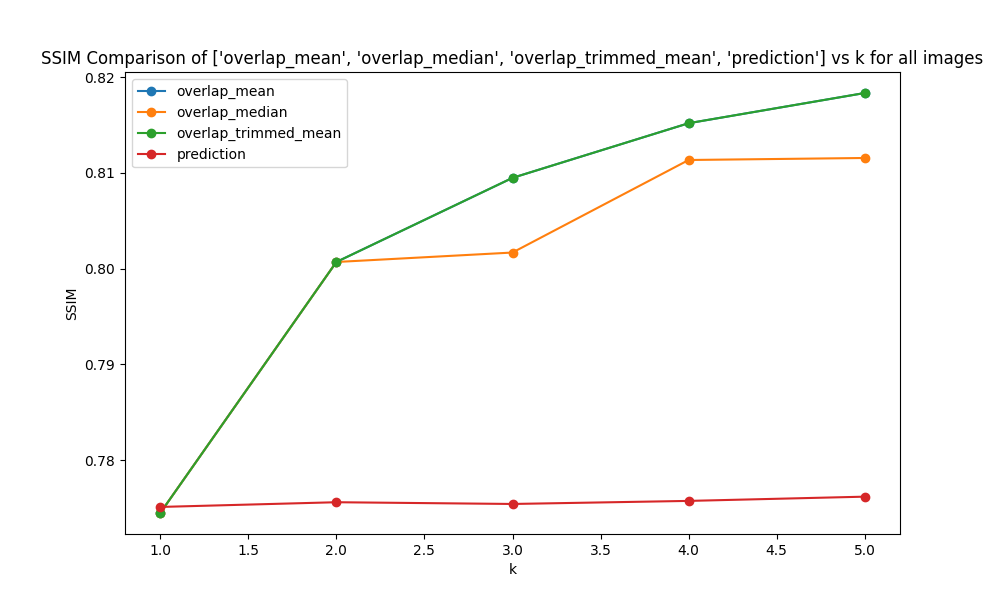 SSIM Comparison of ['overlap_mean', 'overlap_median', 'overlap_trimmed_mean', 'prediction'] vs k for all images
overlap_mean
overlap_median
overlap_trimmed_mean
prediction
0.82
0.81
0.80
0.79
0.78
SSIM
1.0 1.5 2.0 2.5 3.0 3.5 4.0 4.5 5.0
k